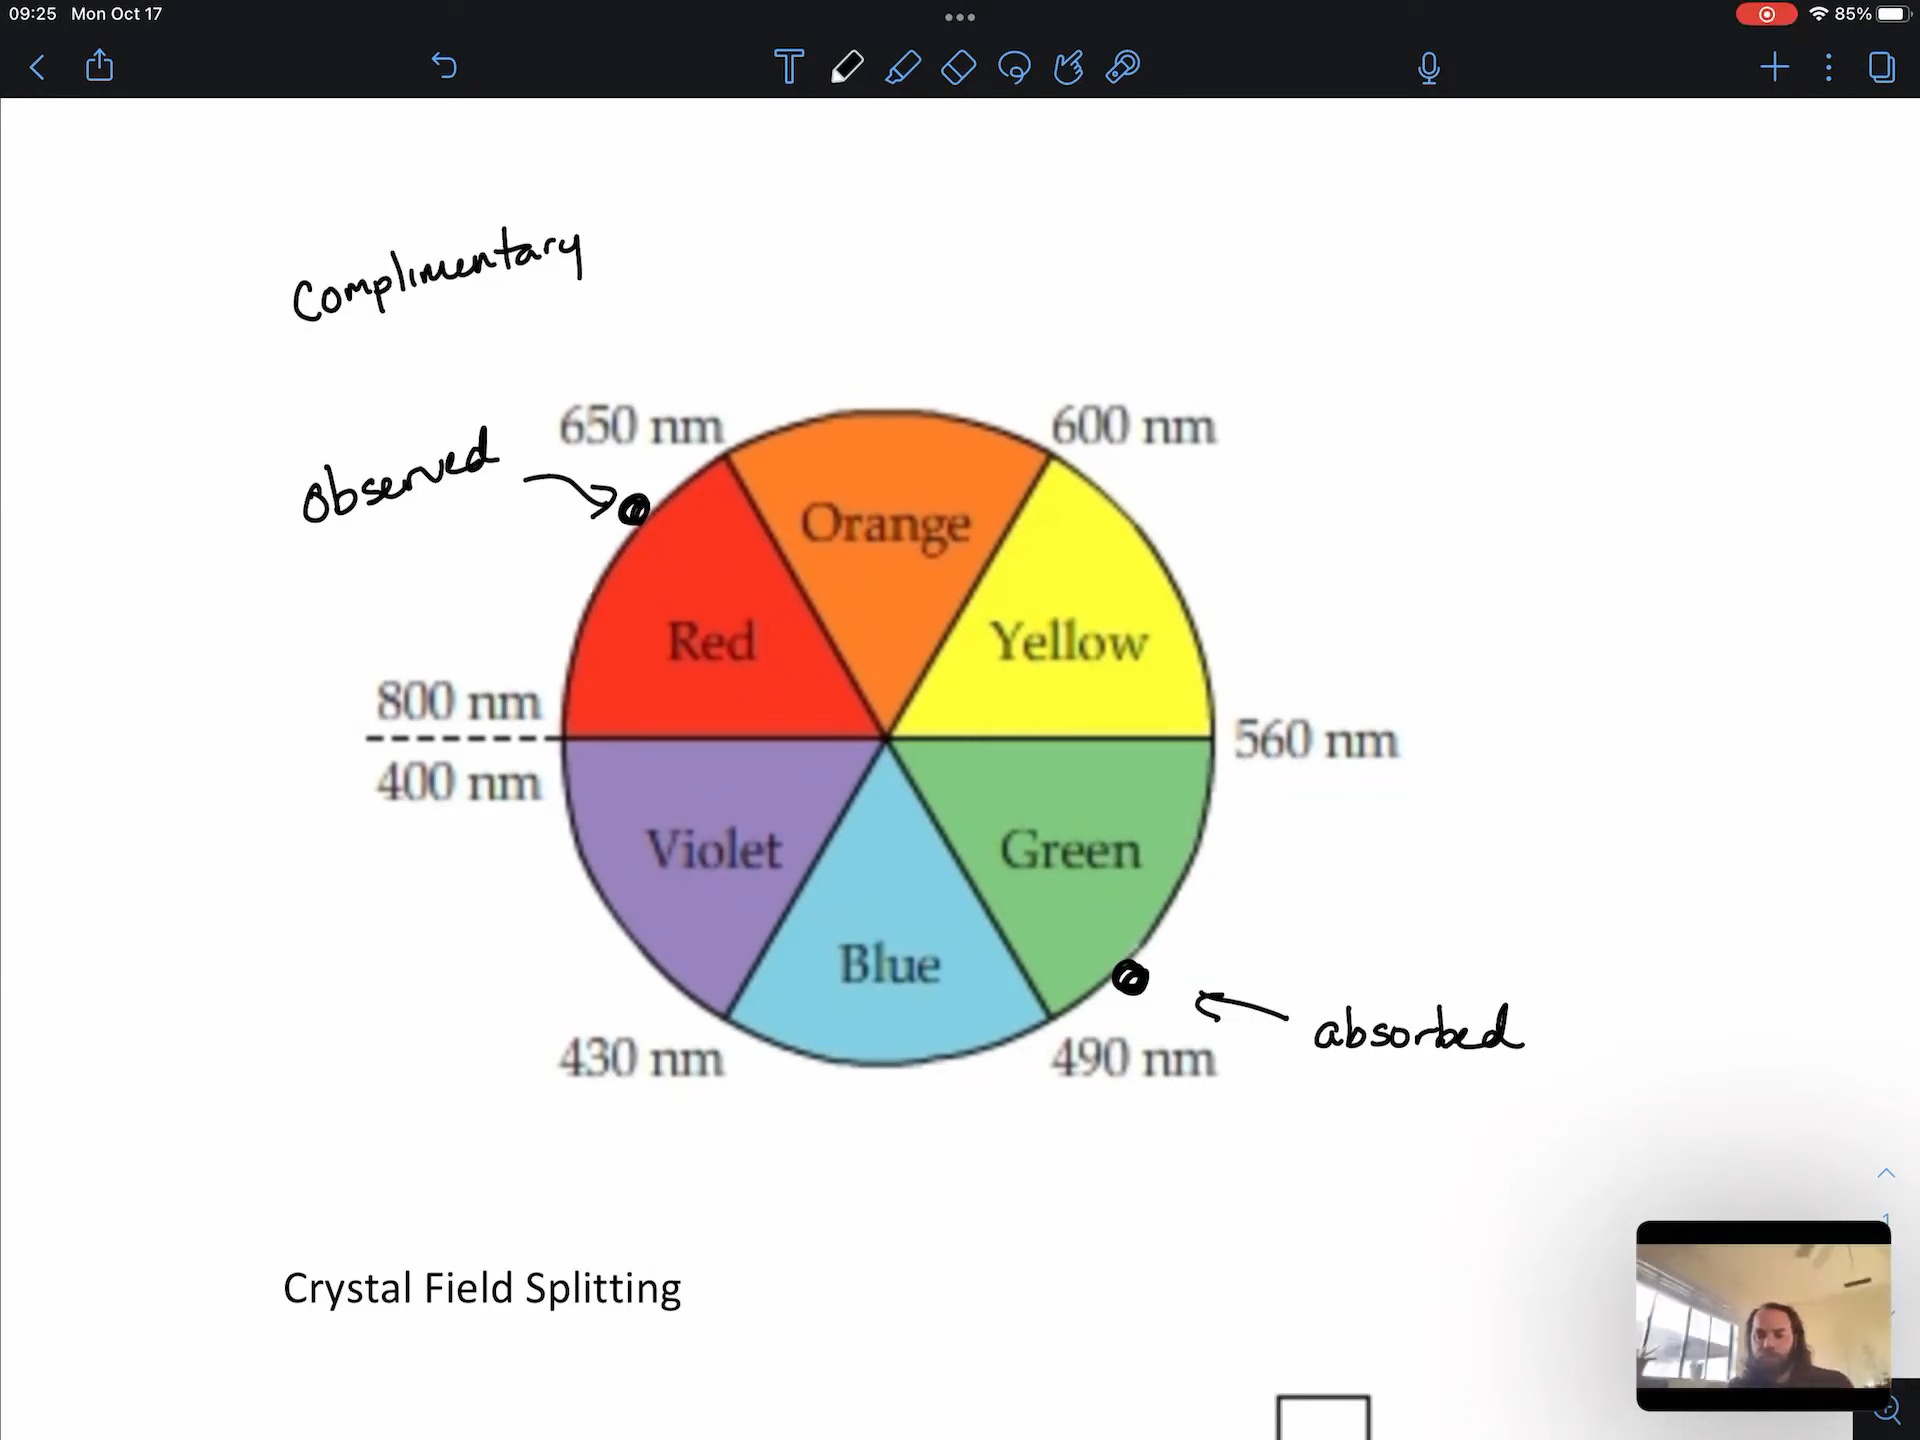 09:25 Mon Oct 17
85%
Complimentary
650 nm
600 nm
Observed
Orange
Red
Yellow
800 nm
560 nm
400 nm
Violet
Green
Blue
absorbed
430 nm
490 nm
1
Crystal Field Splitting